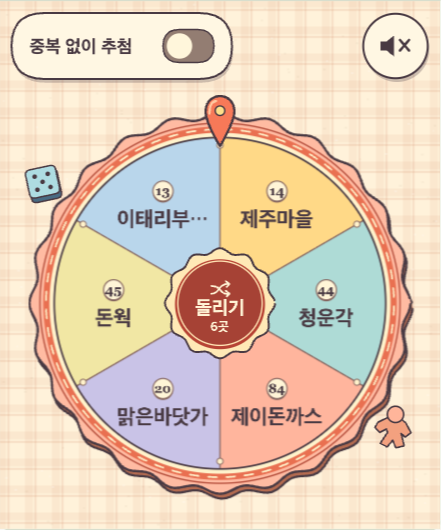 중복 없이 추첨
13
이태리부…
14
제주마을
45
돈웍
44
청운각
돌리기
6곳
20
맑은바닷가
84
제이돈까스